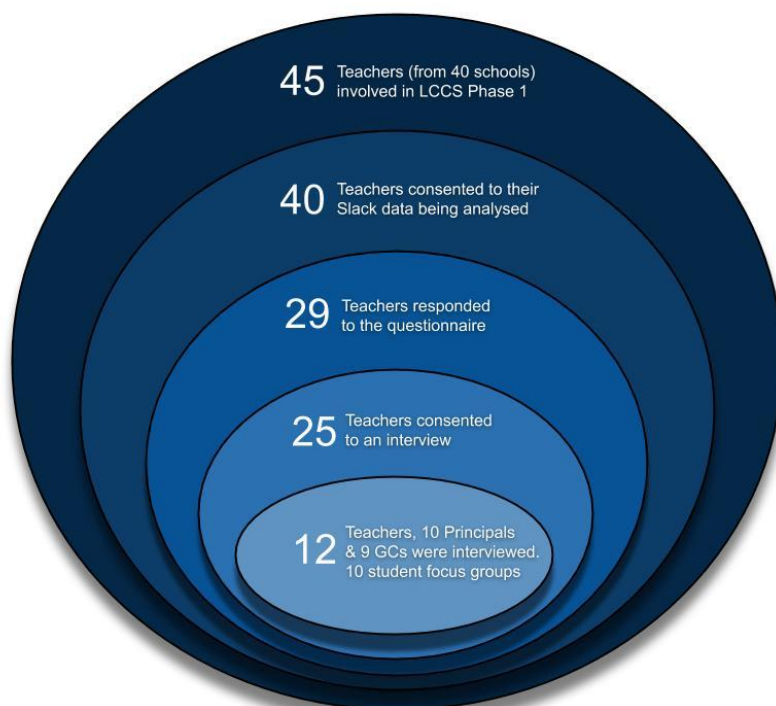 45 Teachers (from 40 schools)
involved in LCCS Phase 1
40 Teachers consented to their
Slack data being analysed
29 Teachers responded
to the questionnaire
25 Teachers consented
to an interview
12 Teachers, 10 Principals
& 9 GCs were interviewed.
10 student focus groups